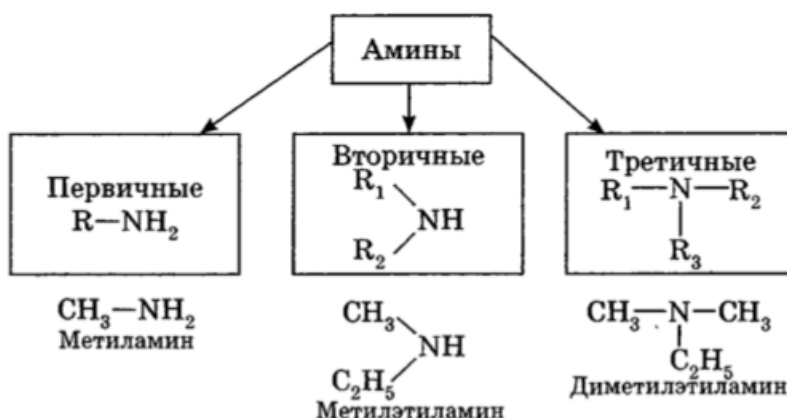 Амины
Первичные
R—NH₂
Вторичные
R₁
NH
R₂
Третичные
R₁—N—R₂
R₃
CH₃—NH₂
Метиламин
CH₃
NH
C₂H₅
Метилэтиламин
CH₃—N—CH₃
C₂H₅
Диметилэтиламин